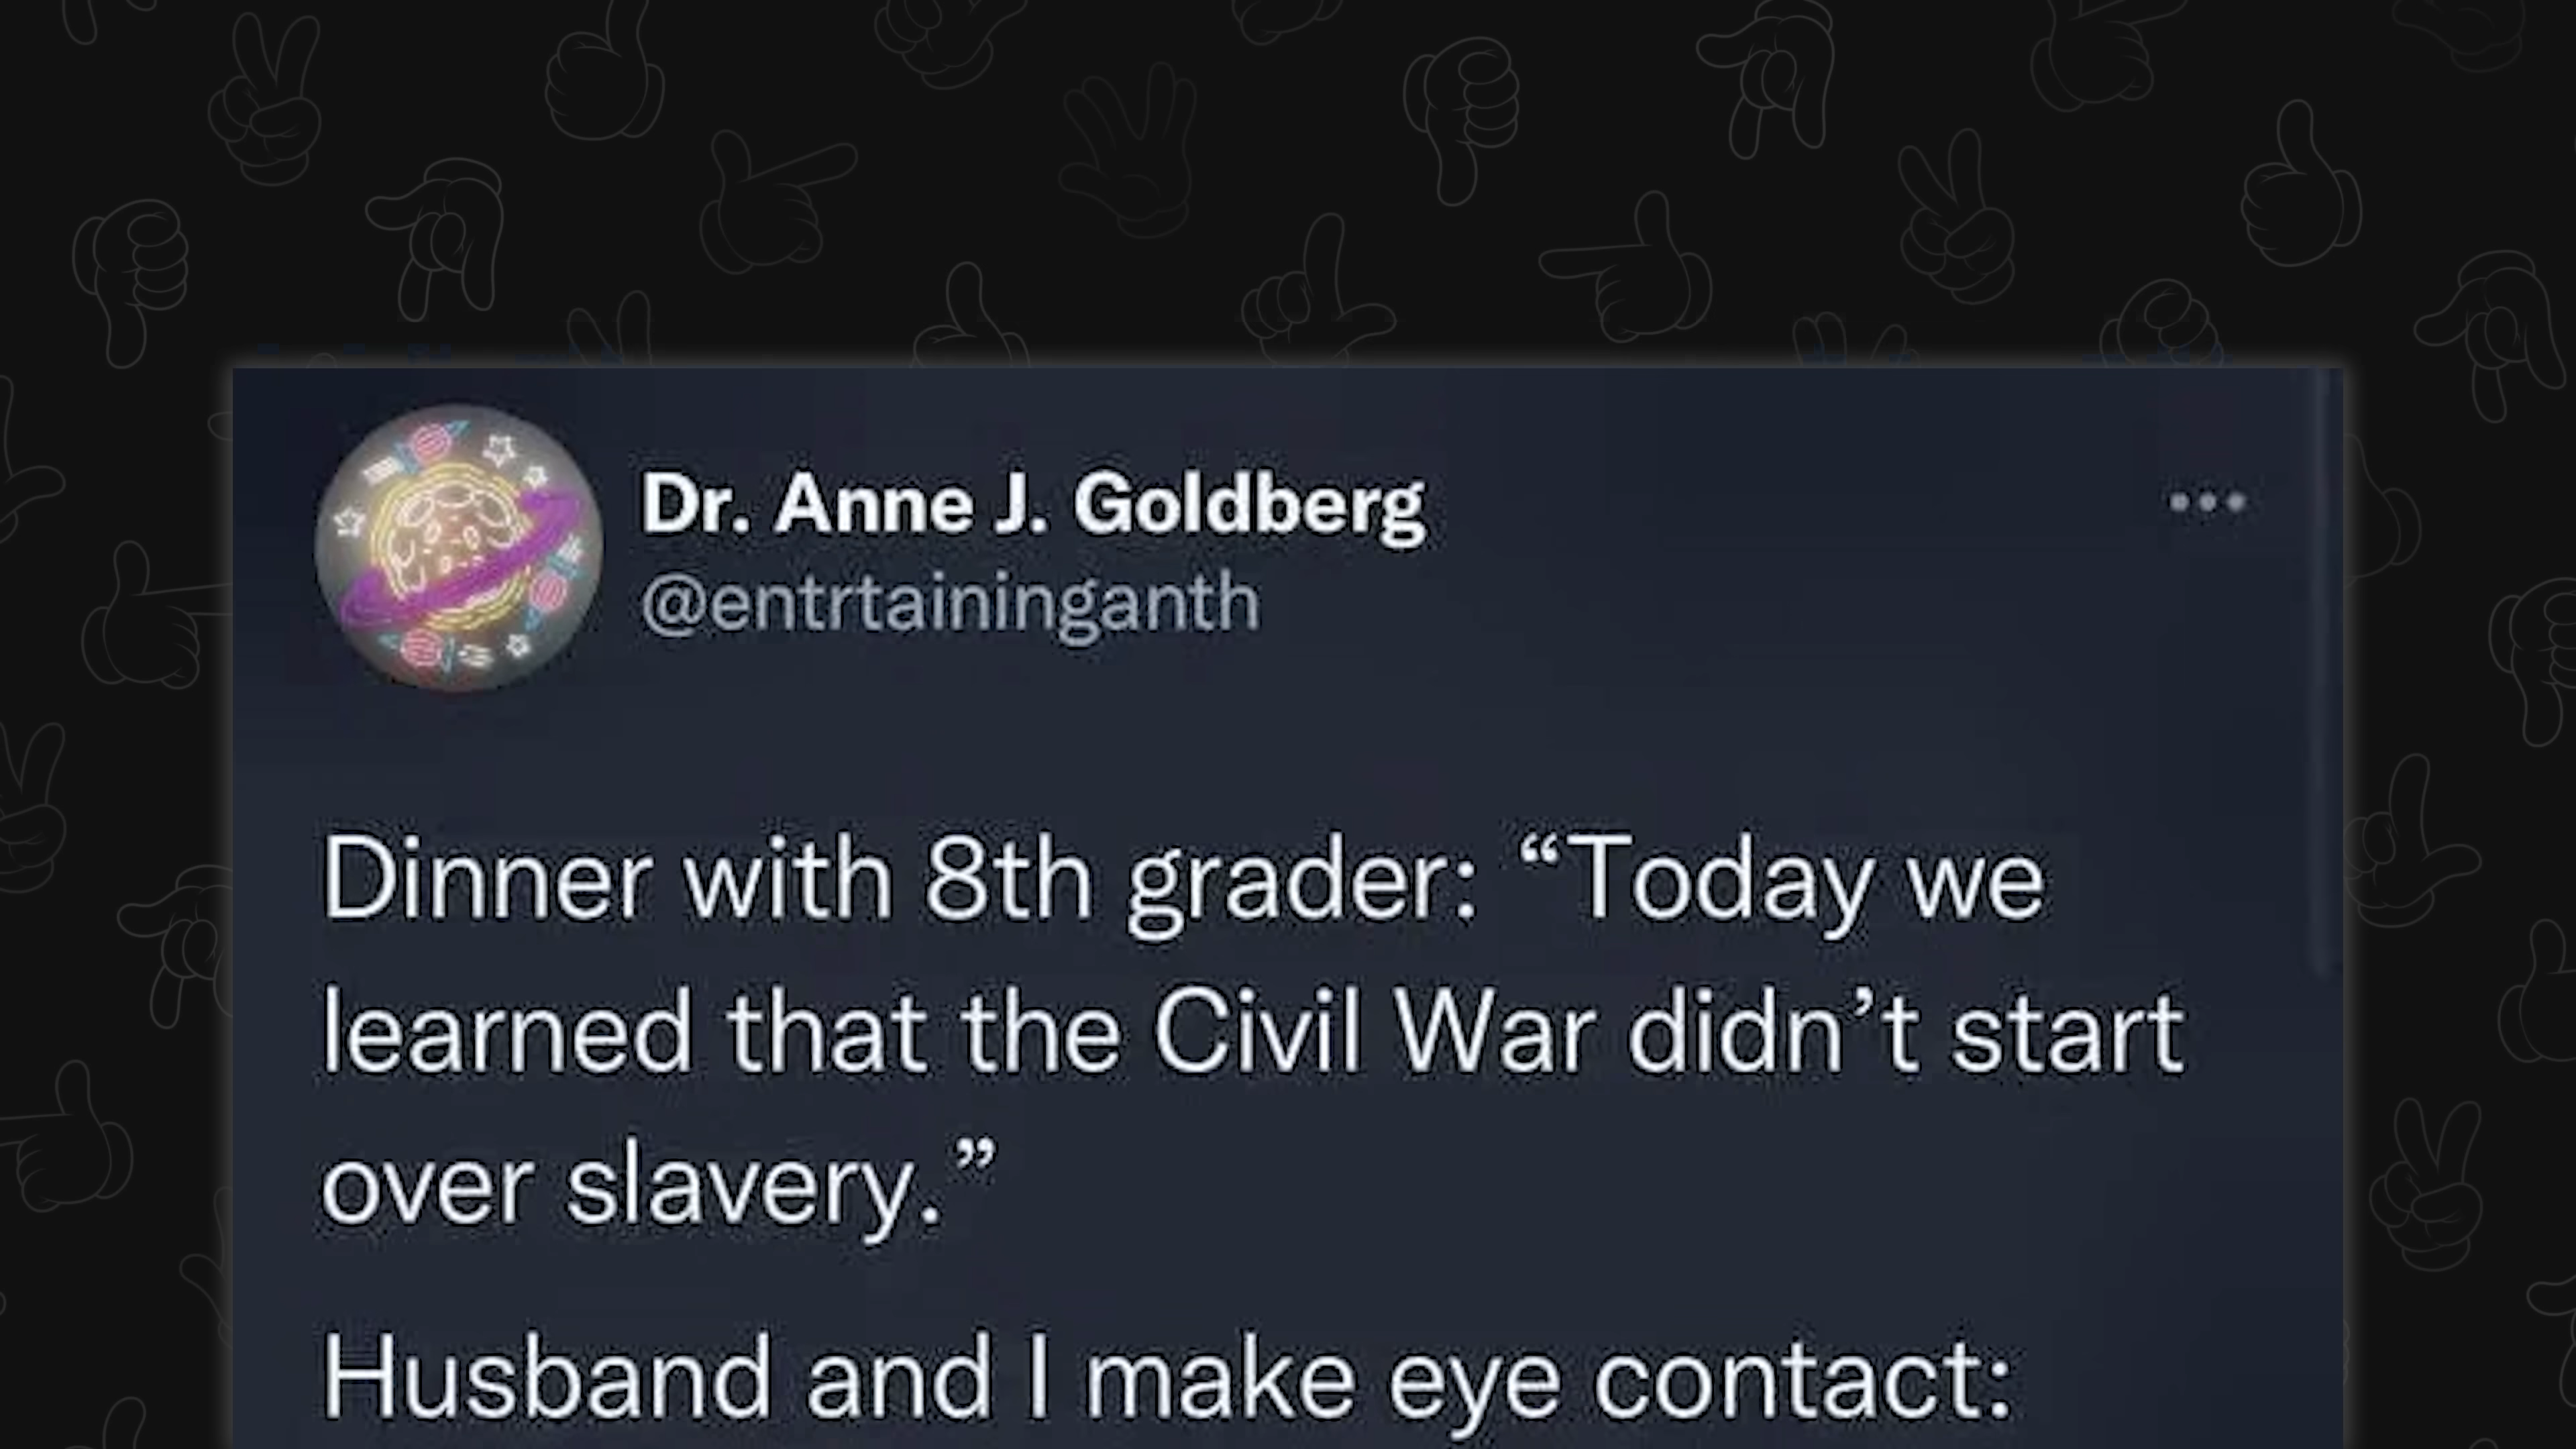 Dr. Anne J. Goldberg
@entrtaininganth
Dinner with 8th grader: “Today we
learned that the Civil War didn’t start
over slavery.”
Husband and I make eye contact: